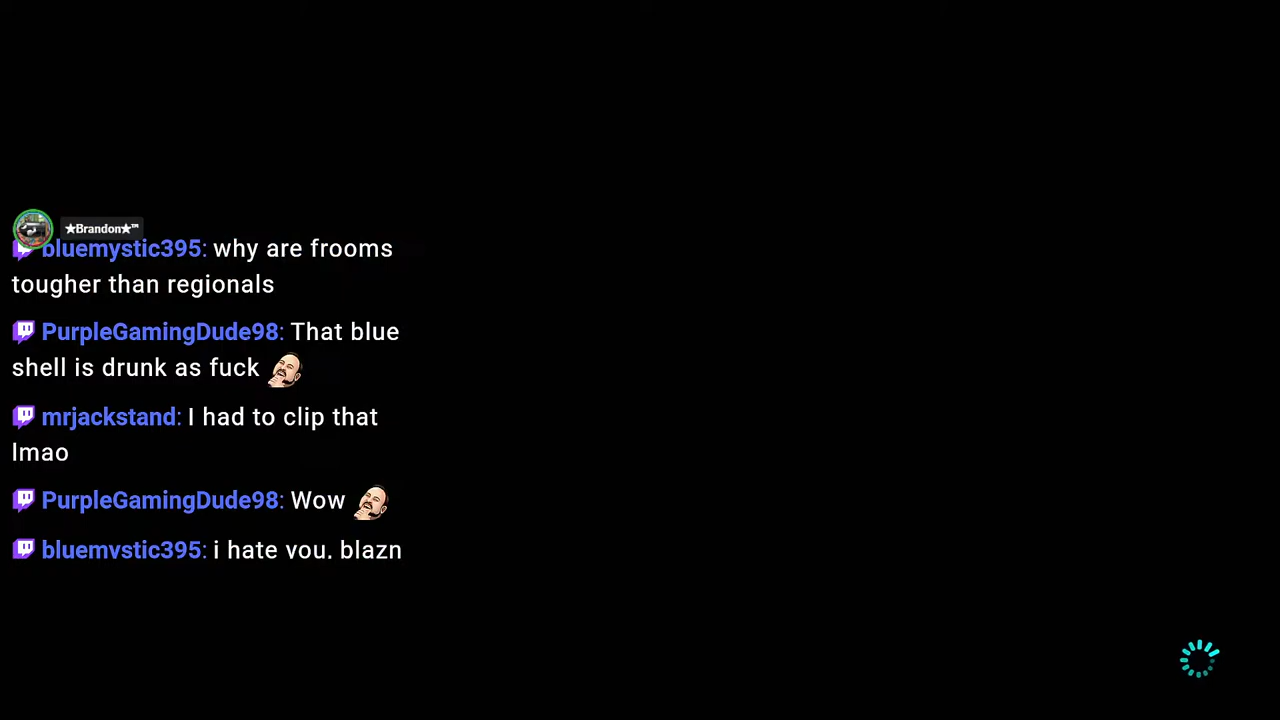 ★Brandon★™
bluemystic395: why are frooms
tougher than regionals
PurpleGamingDude98: That blue
shell is drunk as fuck
mrjackstand: I had to clip that
lmao
PurpleGamingDude98: Wow
bluemystic395: i hate you. blazn